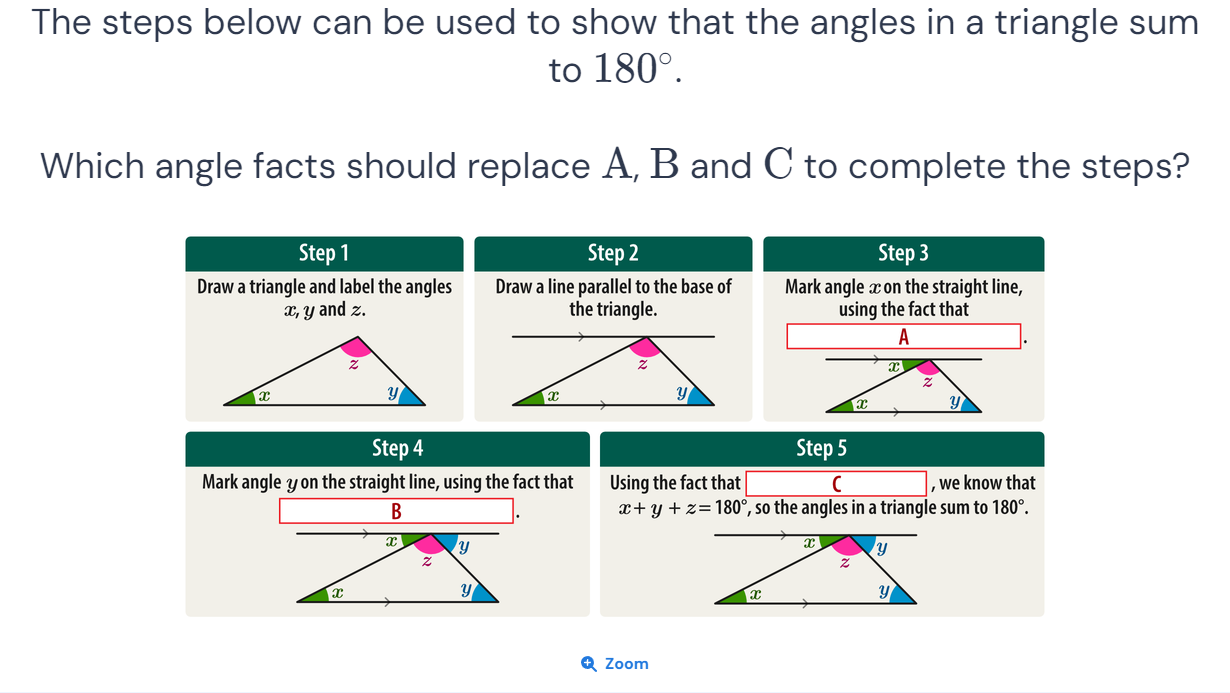 The steps below can be used to show that the angles in a triangle sum
to 180°.
Which angle facts should replace A, B and C to complete the steps?
Step 1
Draw a triangle and label the angles
x, y and z.
z
x
y
Step 2
Draw a line parallel to the base of
the triangle.
z
x
y
Step 3
Mark angle x on the straight line,
using the fact that
A.
x
z
x
y
Step 4
Mark angle y on the straight line, using the fact that
B.
x
y
z
x
y
Step 5
Using the fact that C, we know that
x + y + z = 180°, so the angles in a triangle sum to 180°.
x
y
z
x
y
Zoom